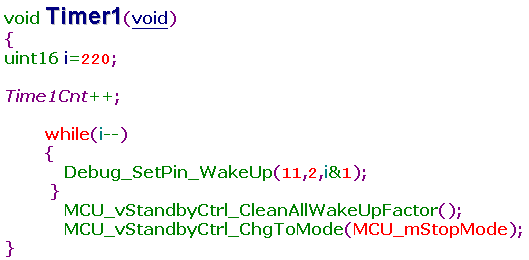 void Timer1(void)
{
uint16 i=220;
Time1Cnt++;
while(i--)
{
Debug_SetPin_WakeUp(11,2,i&1);
}
MCU_vStandbyCtrl_CleanAllWakeUpFactor();
MCU_vStandbyCtrl_ChgToMode(MCU_mStopMode);
}